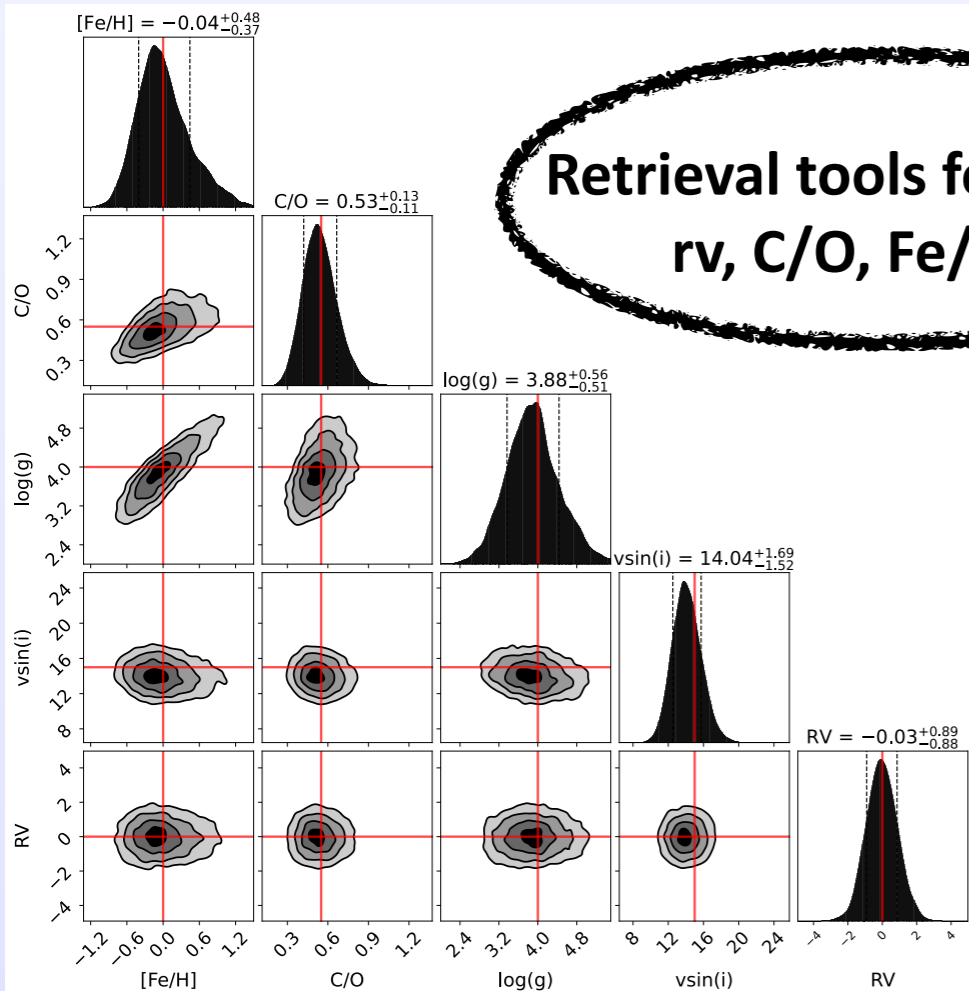 [Fe/H] = −0.04 +0.48 −0.37
C/O = 0.53 +0.13 −0.11
log(g) = 3.88 +0.56 −0.51
vsin(i) = 14.04 +1.69 −1.52
RV = −0.03 +0.89 −0.88
Retrieval tools
rv, C/O, Fe/
C/O
1.2
0.9
0.6
0.3
log(g)
4.8
4.0
3.2
2.4
vsin(i)
24
20
16
12
8
RV
4
2
0
−2
−4
−1.2 −0.6 0.0 0.6 1.2
0.3 0.6 0.9 1.2
2.4 3.2 4.0 4.8
8 12 16 20 24
−4 −2 0 2 4
[Fe/H] C/O log(g) vsin(i) RV